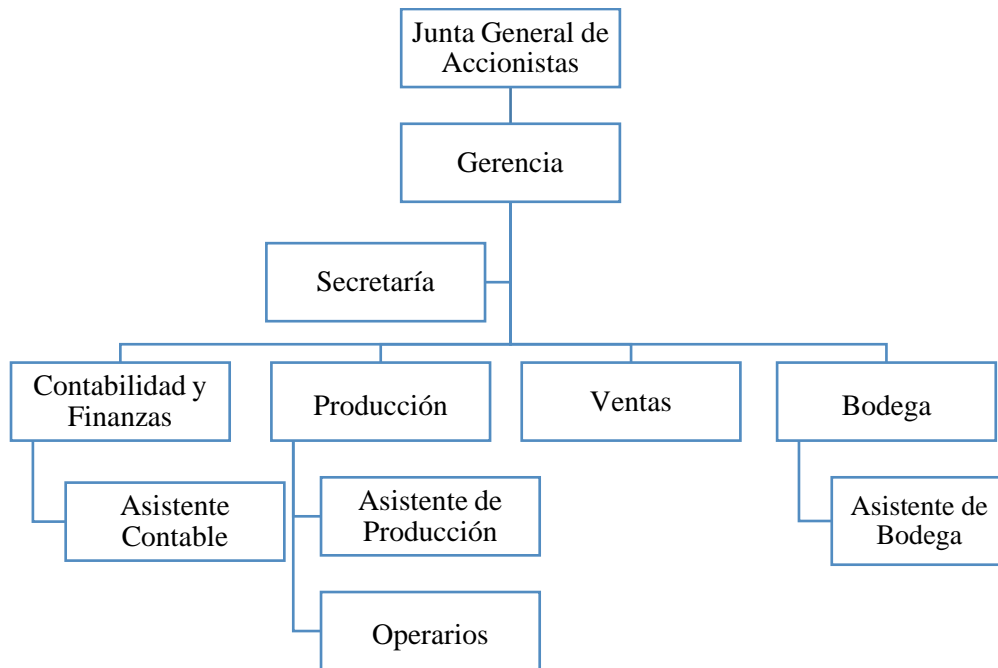 Junta General de
Accionistas
Gerencia
Secretaría
Contabilidad y
Finanzas
Producción
Ventas
Bodega
Asistente
Contable
Asistente de
Producción
Asistente de
Bodega
Operarios